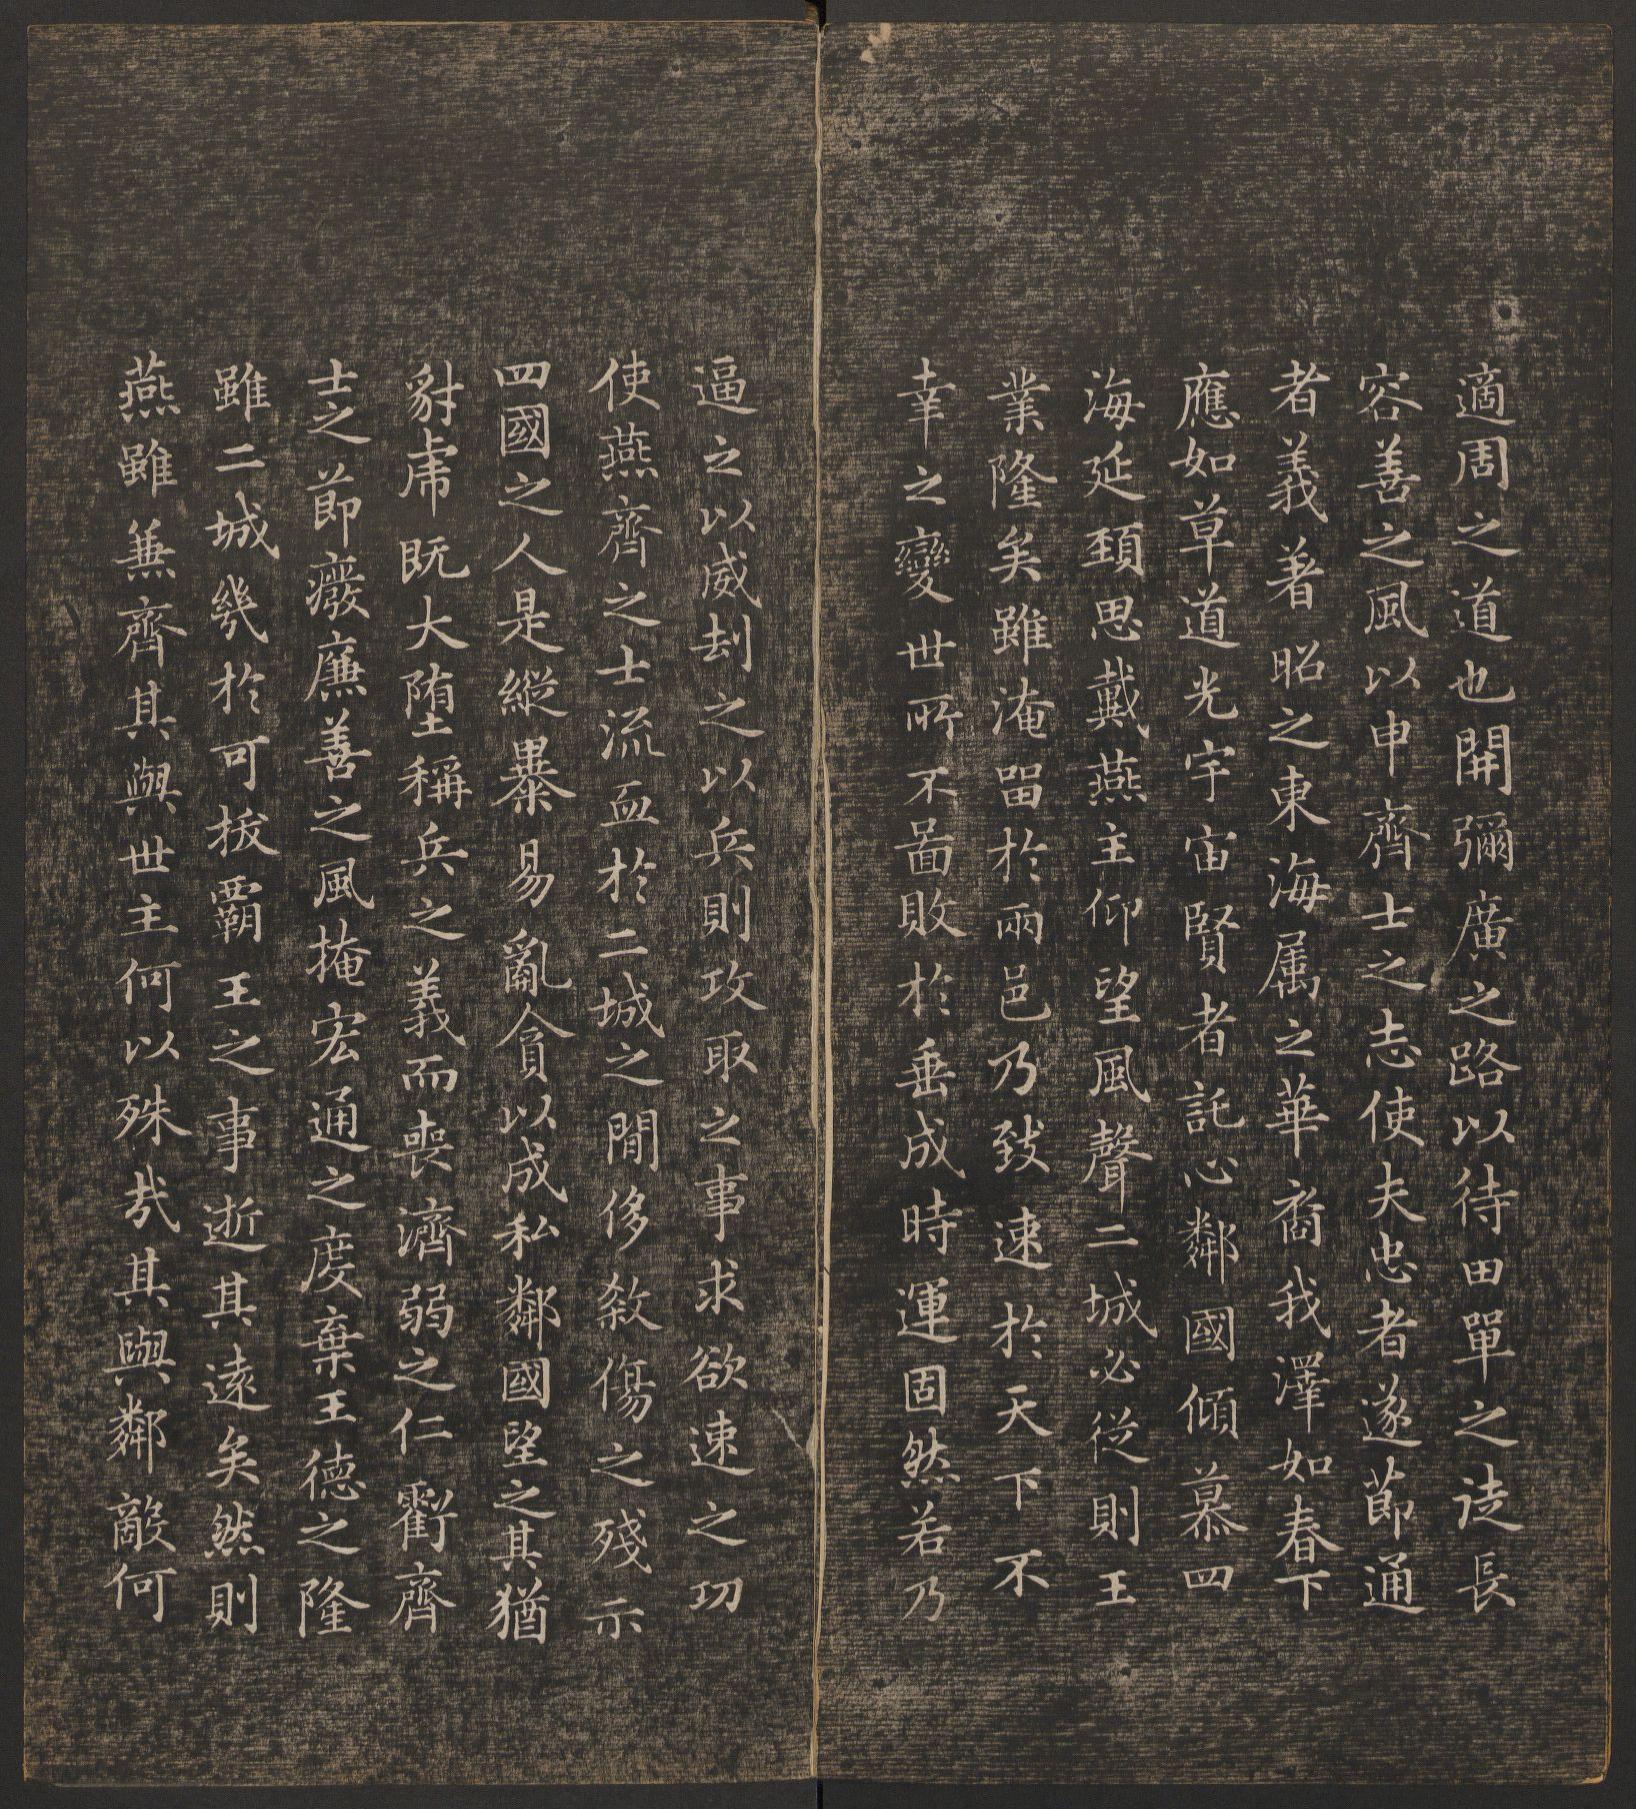 適周之道也開彌廣之路以待田單之徒長
容善之風以申齊士之志使夫忠者遂節通
者義著昭之東海属之華裔我澤如春下
應如草道光宇宙賢者託心鄰國傾慕四
海延頚思戴燕主仰望風聲二城必從則王
業隆矣雖淹留於兩邑乃致速於天下不
幸之變世所不啚敗於垂成時運固然若乃
逼之以威刦之以兵則攻取之事求欲速之功
使燕齊之士流血於二城之間侈敘傷之残示
四國之人是縱暴易亂貪以成私鄰國望之其猶
豺虎既大堕稱兵之義而喪濟弱之仁虧齊
士之節癈廉善之風掩宏通之度棄王德之隆
雖二城幾於可拔霸王之事逝其遠矣然則
燕雖兼齊其與世主何以殊哉其與鄰敵何